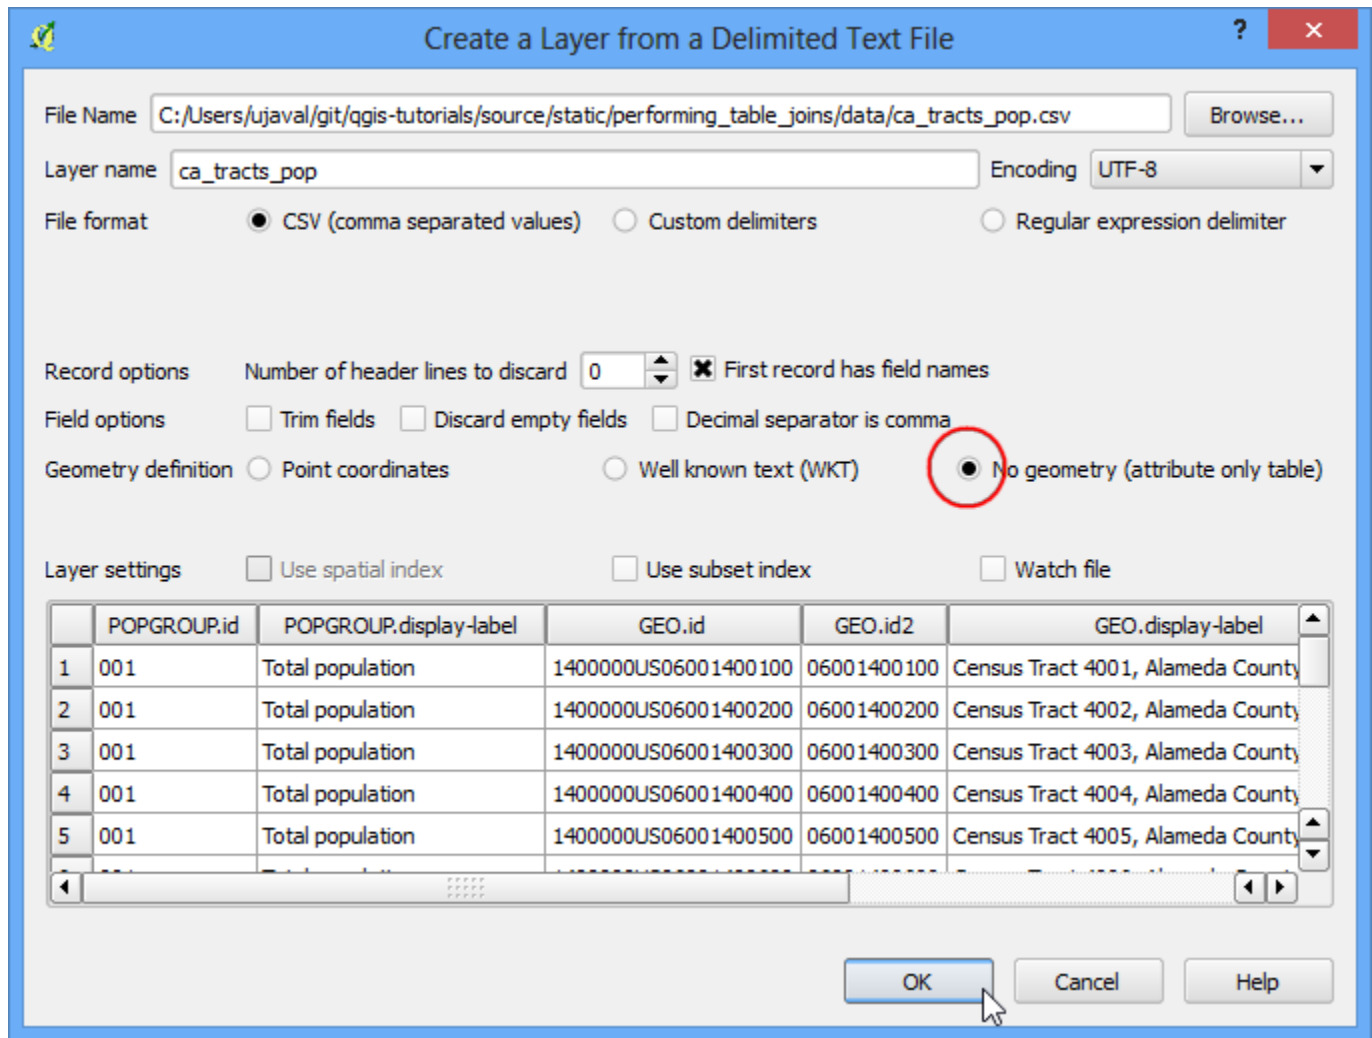 Create a Layer from a Delimited Text File ? ×
File Name C:/Users/ujaval/git/qgis-tutorials/source/static/performing_table_joins/data/ca_tracts_pop.csv Browse...
Layer name ca_tracts_pop Encoding UTF-8
File format CSV (comma separated values) Custom delimiters Regular expression delimiter
Record options Number of header lines to discard 0 First record has field names
Field options Trim fields Discard empty fields Decimal separator is comma
Geometry definition Point coordinates Well known text (WKT) No geometry (attribute only table)
Layer settings Use spatial index Use subset index Watch file
POPGROUP.id POPGROUP.display-label GEO.id GEO.id2 GEO.display-label
1 001 Total population 1400000US06001400100 06001400100 Census Tract 4001, Alameda County
2 001 Total population 1400000US06001400200 06001400200 Census Tract 4002, Alameda County
3 001 Total population 1400000US06001400300 06001400300 Census Tract 4003, Alameda County
4 001 Total population 1400000US06001400400 06001400400 Census Tract 4004, Alameda County
5 001 Total population 1400000US06001400500 06001400500 Census Tract 4005, Alameda County
OK Cancel Help